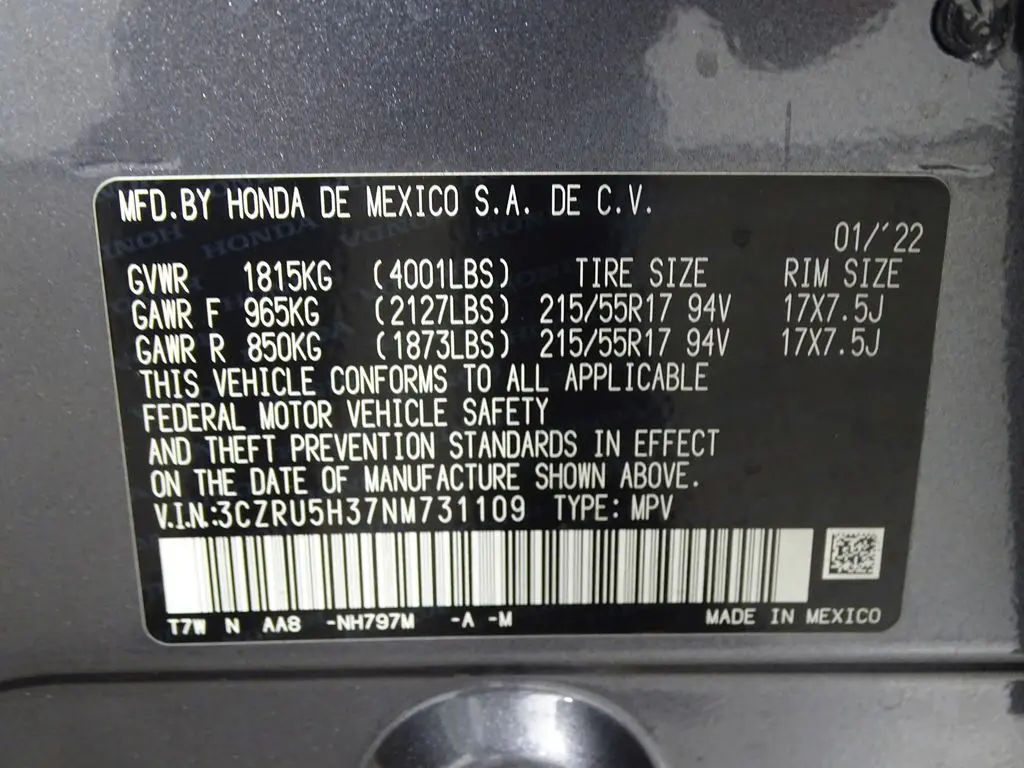 MFD.BY HONDA DE MEXICO S.A. DE C.V.
01/'22
GVWR 1815KG (4001LBS) TIRE SIZE RIM SIZE
GAWR F 965KG (2127LBS) 215/55R17 94V 17X7.5J
GAWR R 850KG (1873LBS) 215/55R17 94V 17X7.5J
THIS VEHICLE CONFORMS TO ALL APPLICABLE
FEDERAL MOTOR VEHICLE SAFETY
AND THEFT PREVENTION STANDARDS IN EFFECT
ON THE DATE OF MANUFACTURE SHOWN ABOVE.
V.I.N.:3CZRU5H37NM731109 TYPE: MPV
T7W N AA8 -NH797M -A -M MADE IN MEXICO